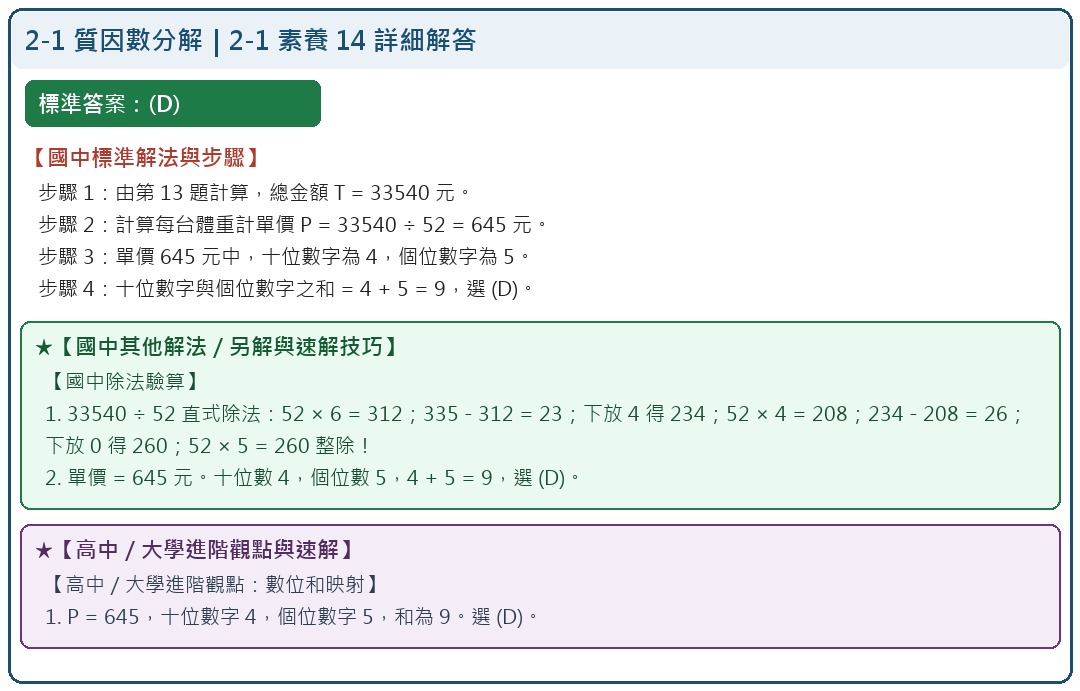 2-1 質因數分解 | 2-1 素養 14 詳細解答
標準答案：(D)
【國中標準解法與步驟】
步驟 1：由第 13 題計算，總金額 T = 33540 元。
步驟 2：計算每台體重計單價 P = 33540 ÷ 52 = 645 元。
步驟 3：單價 645 元中，十位數字為 4，個位數字為 5。
步驟 4：十位數字與個位數字之和 = 4 + 5 = 9，選 (D)。
★【國中其他解法 / 另解與速解技巧】
【國中除法驗算】
1. 33540 ÷ 52 直式除法：52 × 6 = 312；335 - 312 = 23；下放 4 得 234；52 × 4 = 208；234 - 208 = 26；
下放 0 得 260；52 × 5 = 260 整除！
2. 單價 = 645 元。十位數 4，個位數 5，4 + 5 = 9，選 (D)。
★【高中 / 大學進階觀點與速解】
【高中 / 大學進階觀點：數位和映射】
1. P = 645，十位數字 4，個位數字 5，和為 9。選 (D)。